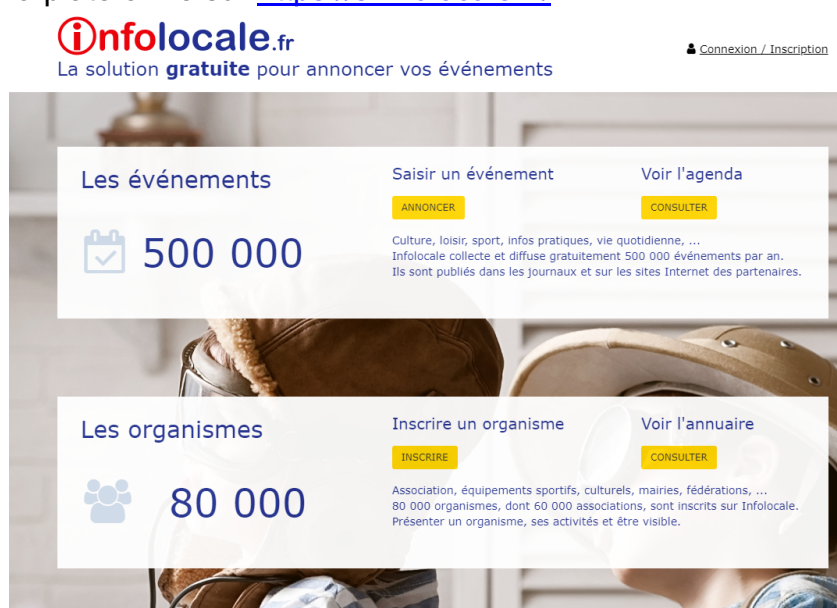 infolocale.fr
Connexion / Inscription
La solution gratuite pour annoncer vos événements
Les événements
500 000
Saisir un événement
ANNONCER
Voir l'agenda
CONSULTER
Culture, loisir, sport, infos pratiques, vie quotidienne, ...
Infolocale collecte et diffuse gratuitement 500 000 événements par an.
Ils sont publiés dans les journaux et sur les sites Internet des partenaires.
Les organismes
80 000
Inscrire un organisme
INSCRIRE
Voir l'annuaire
CONSULTER
Association, équipements sportifs, culturels, mairies, fédérations, ...
80 000 organismes, dont 60 000 associations, sont inscrits sur Infolocale.
Présenter un organisme, ses activités et être visible.